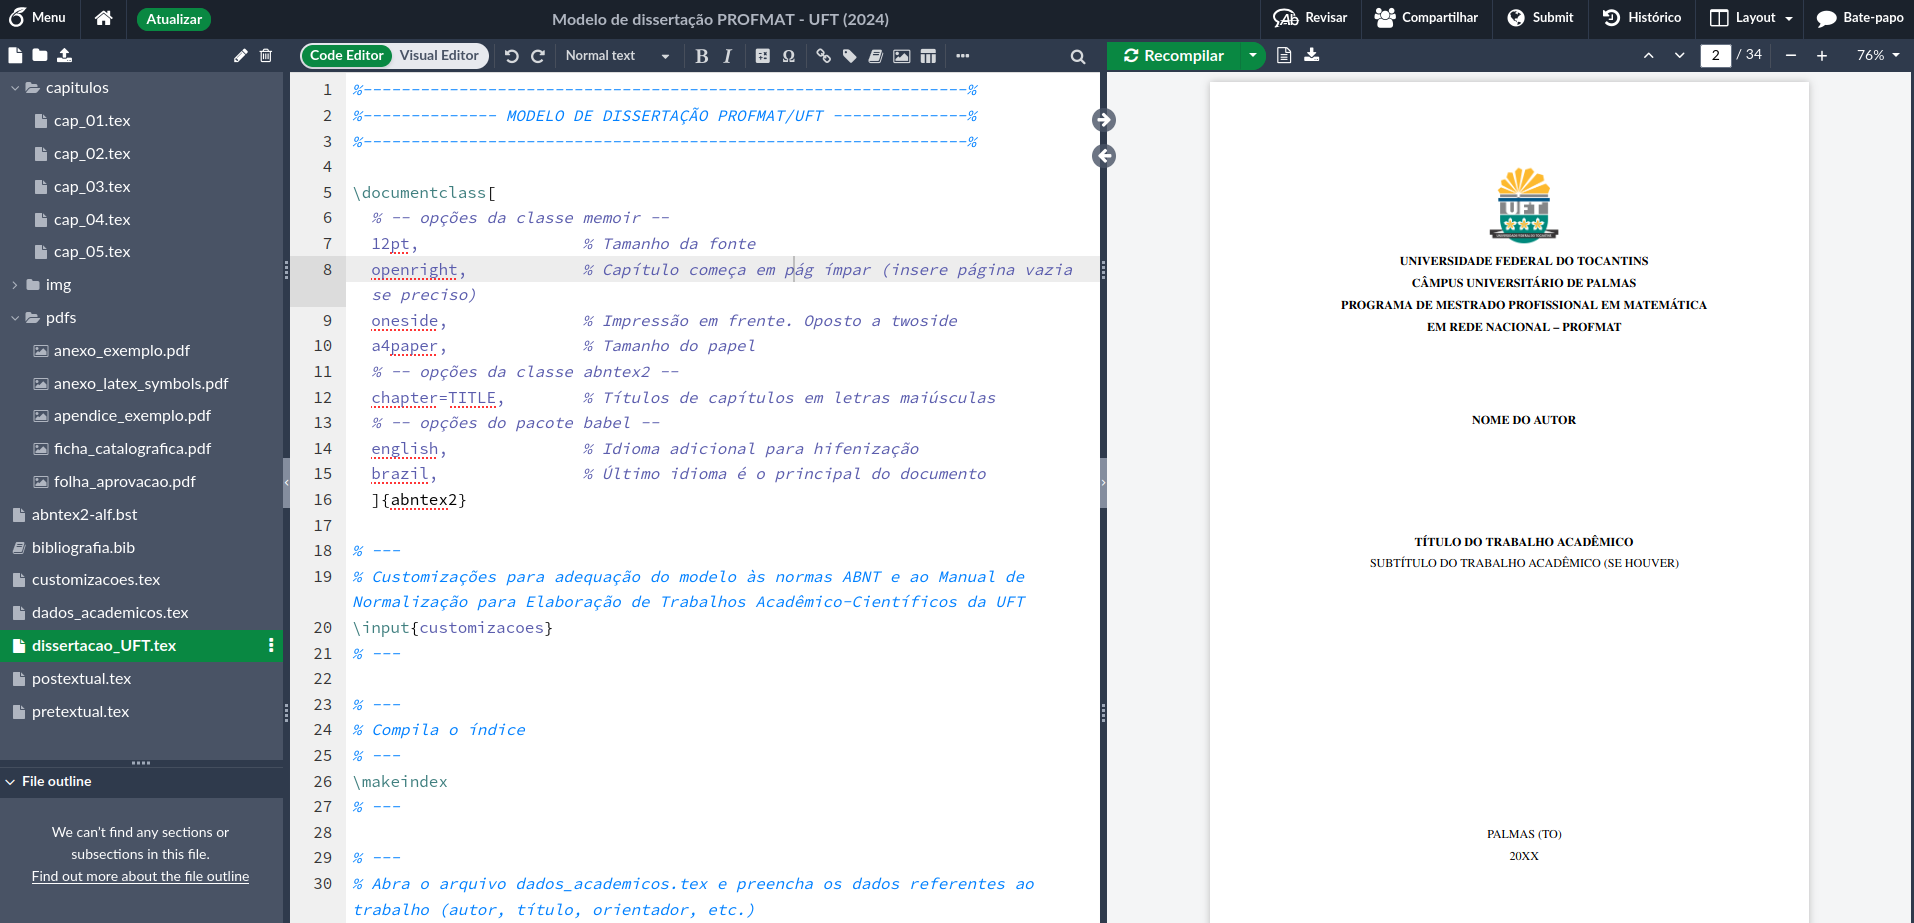 Menu
Atualizar
Modelo de dissertação PROFMAT - UFT (2024)
Revisar
Compartilhar
Submit
Histórico
Layout
Bate-papo
Code Editor
Visual Editor
Normal text
B I
Ω
Recompilar
2 / 34
76%
capitulos
cap_01.tex
cap_02.tex
cap_03.tex
cap_04.tex
cap_05.tex
img
pdfs
anexo_exemplo.pdf
anexo_latex_symbols.pdf
apendice_exemplo.pdf
ficha_catalografica.pdf
folha_aprovacao.pdf
abntex2-alf.bst
bibliografia.bib
customizacoes.tex
dados_academicos.tex
dissertacao_UFT.tex
postextual.tex
pretextual.tex
File outline
We can't find any sections or
subsections in this file.
Find out more about the file outline
1 %---------------------------------------------------------------%
2 %-------------- MODELO DE DISSERTAÇÃO PROFMAT/UFT --------------%
3 %---------------------------------------------------------------%
4
5 \documentclass[
6 % -- opções da classe memoir --
7 12pt, % Tamanho da fonte
8 openright, % Capítulo começa em pág ímpar (insere página vazia
se preciso)
9 oneside, % Impressão em frente. Oposto a twoside
10 a4paper, % Tamanho do papel
11 % -- opções da classe abntex2 --
12 chapter=TITLE, % Títulos de capítulos em letras maiúsculas
13 % -- opções do pacote babel --
14 english, % Idioma adicional para hifenização
15 brazil, % Último idioma é o principal do documento
16 ]{abntex2}
17
18 % ---
19 % Customizações para adequação do modelo às normas ABNT e ao Manual de
Normalização para Elaboração de Trabalhos Acadêmico-Científicos da UFT
20 \input{customizacoes}
21 % ---
22
23 % ---
24 % Compila o índice
25 % ---
26 \makeindex
27 % ---
28
29 % ---
30 % Abra o arquivo dados_academicos.tex e preencha os dados referentes ao
trabalho (autor, título, orientador, etc.)
UFT
UNIVERSIDADE FEDERAL DO TOCANTINS
CÂMPUS UNIVERSITÁRIO DE PALMAS
PROGRAMA DE MESTRADO PROFISSIONAL EM MATEMÁTICA
EM REDE NACIONAL – PROFMAT
NOME DO AUTOR
TÍTULO DO TRABALHO ACADÊMICO
SUBTÍTULO DO TRABALHO ACADÊMICO (SE HOUVER)
PALMAS (TO)
20XX